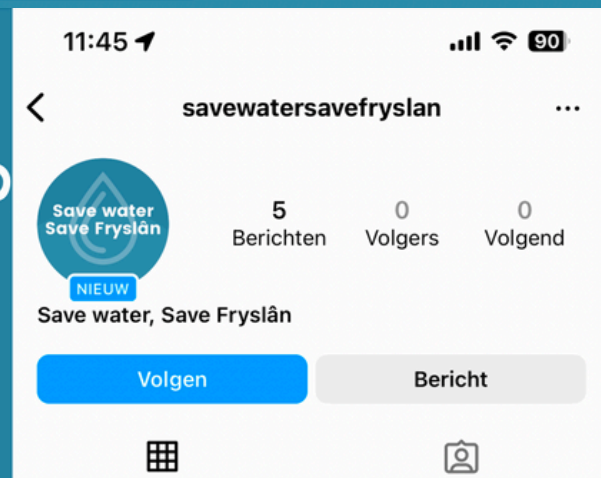 11:45
90
savewatersavefryslan
Save water
Save Fryslân
NIEUW
5
Berichten
0
Volgers
0
Volgend
Save water, Save Fryslân
Volgen
Bericht